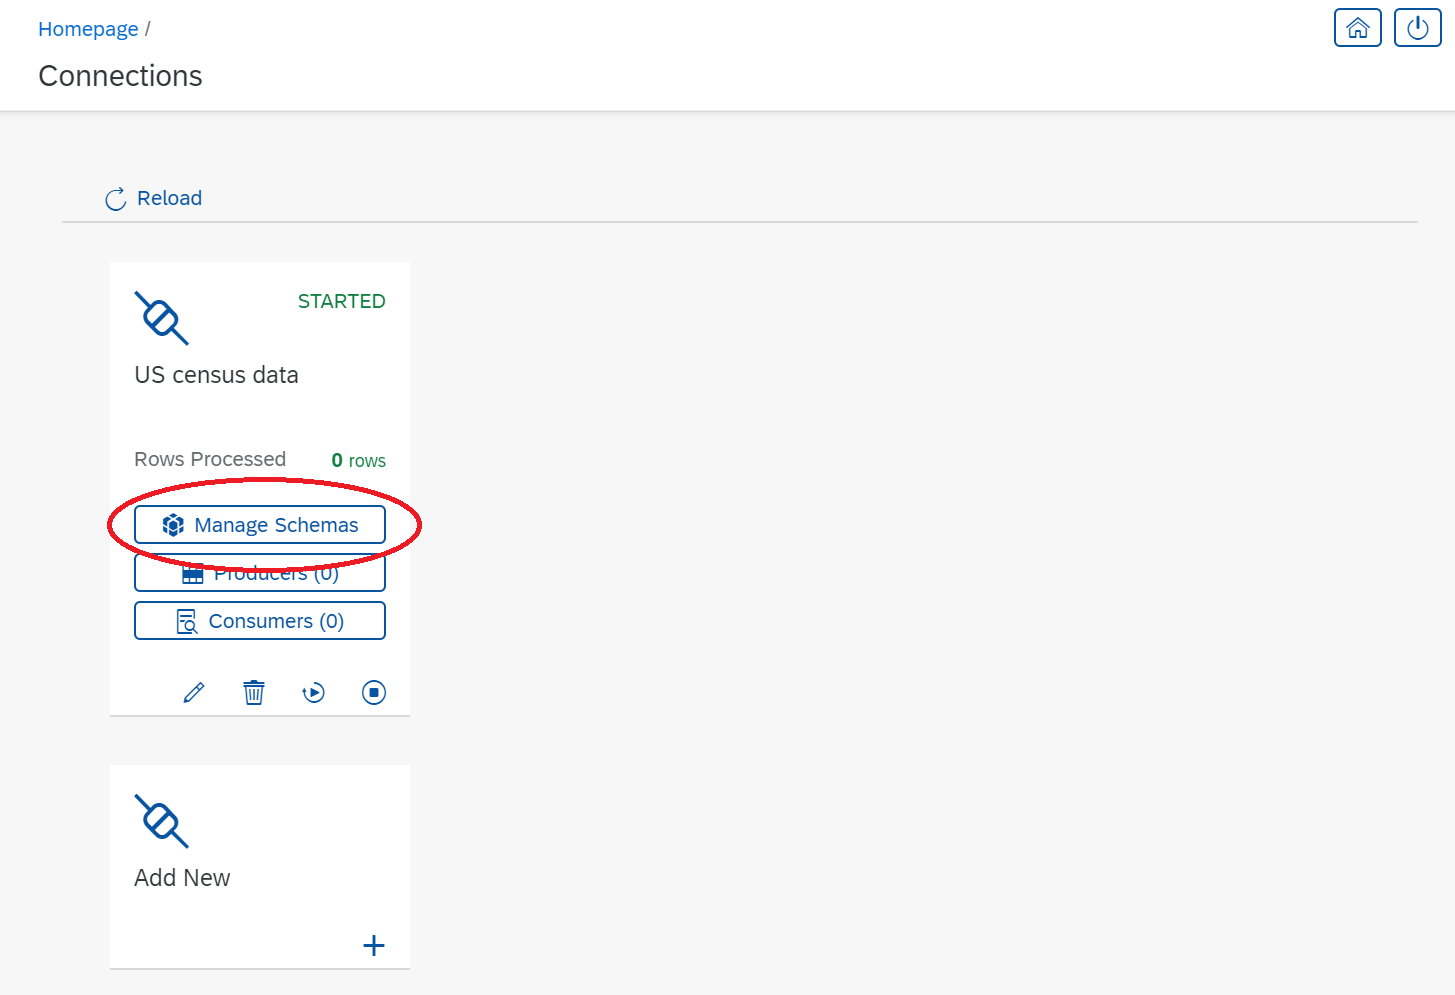 Homepage /
Connections
Reload
STARTED
US census data
Rows Processed 0 rows
Manage Schemas
Producers (0)
Consumers (0)
Add New